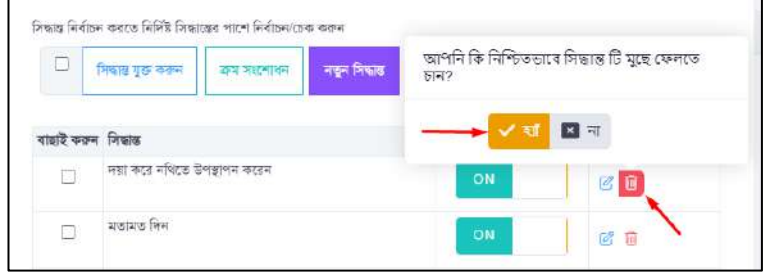 সিদ্ধান্ত নির্বাচন করতে নির্দিষ্ট সিদ্ধান্তের পাশে নির্বাচন/চেক করুন
সিদ্ধান্ত যুক্ত করুন ক্রম সংশোধন নতুন সিদ্ধান্ত
আপনি কি নিশ্চিতভাবে সিদ্ধান্ত টি মুছে ফেলতে
চান?
হ্যাঁ না
বাছাই করুন সিদ্ধান্ত
দয়া করে নথিতে উপস্থাপন করেন
ON
মতামত দিন
ON